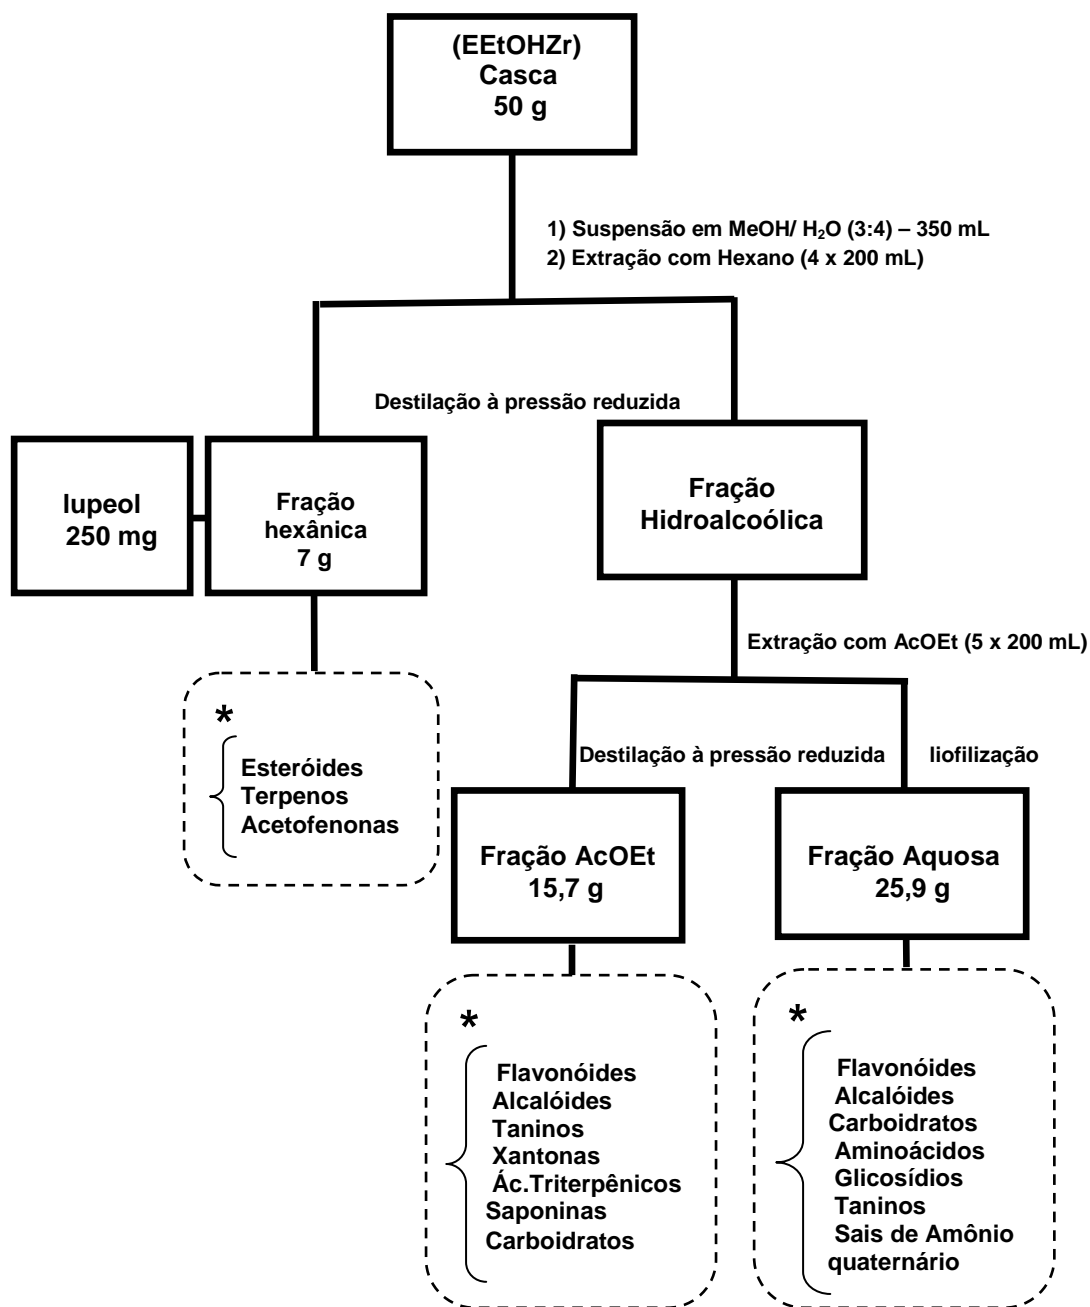 (EEtOHZr)
Casca
50 g
1) Suspensão em MeOH/ H₂O (3:4) – 350 mL
2) Extração com Hexano (4 x 200 mL)
Destilação à pressão reduzida
lupeol
250 mg
Fração
hexânica
7 g
Fração
Hidroalcoólica
Extração com AcOEt (5 x 200 mL)
*
Esteróides
Terpenos
Acetofenonas
Destilação à pressão reduzida
liofilização
Fração AcOEt
15,7 g
Fração Aquosa
25,9 g
*
Flavonóides
Alcalóides
Taninos
Xantonas
Ác.Triterpênicos
Saponinas
Carboidratos
*
Flavonóides
Alcalóides
Carboidratos
Aminoácidos
Glicosídios
Taninos
Sais de Amônio
quaternário